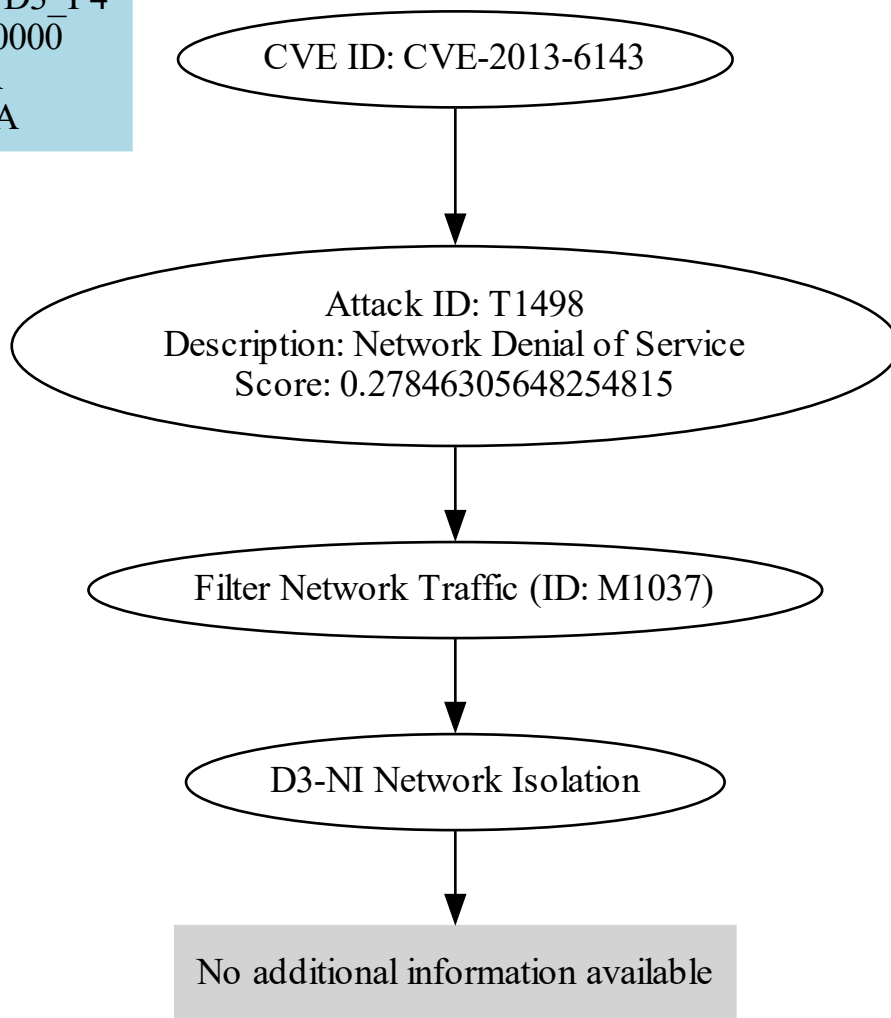 0000
A
CVE ID: CVE-2013-6143
Attack ID: T1498
Description: Network Denial of Service
Score: 0.27846305648254815
Filter Network Traffic (ID: M1037)
D3-NI Network Isolation
No additional information available